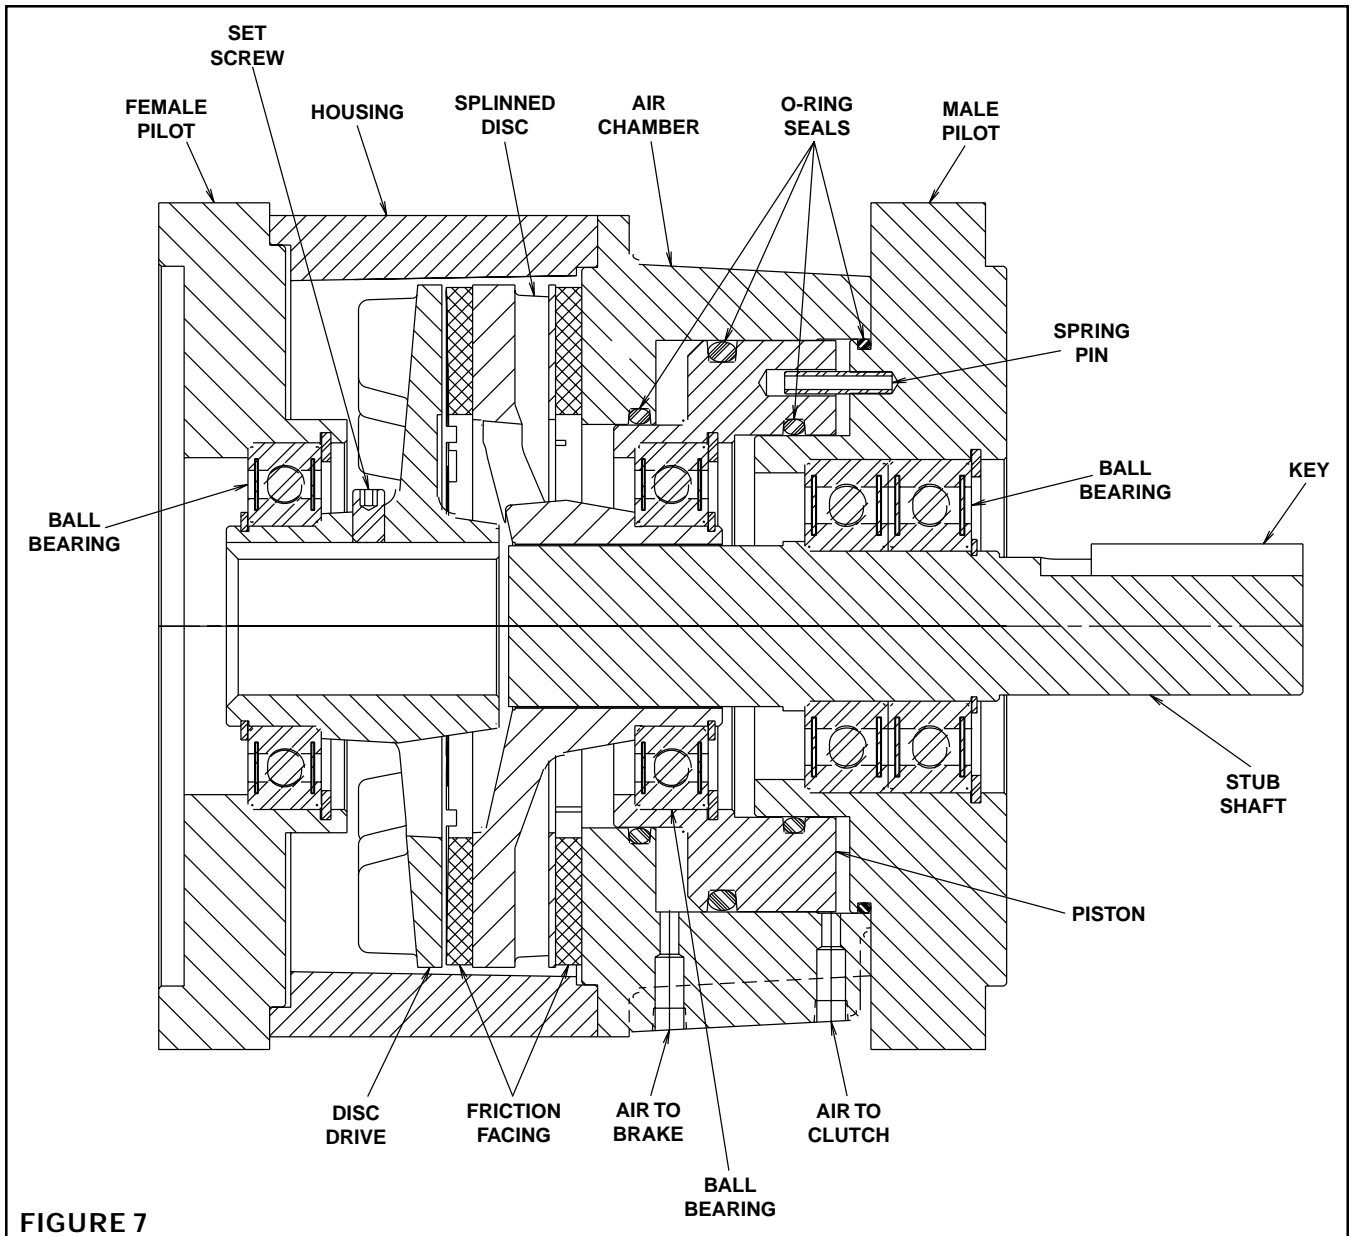 SET
SCREW
FEMALE
PILOT
HOUSING
SPLINNED
DISC
AIR
CHAMBER
O-RING
SEALS
MALE
PILOT
SPRING
PIN
BALL
BEARING
KEY
BALL
BEARING
STUB
SHAFT
PISTON
DISC
DRIVE
FRICTION
FACING
AIR TO
BRAKE
AIR TO
CLUTCH
BALL
BEARING
FIGURE 7